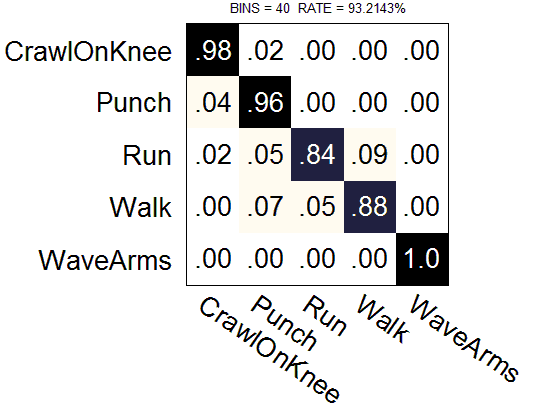 BINS = 40 RATE = 93.2143%
CrawlOnKnee .98 .02 .00 .00 .00
Punch .04 .96 .00 .00 .00
Run .02 .05 .84 .09 .00
Walk .00 .07 .05 .88 .00
WaveArms .00 .00 .00 .00 1.0
CrawlOnKnee Punch Run Walk WaveArms